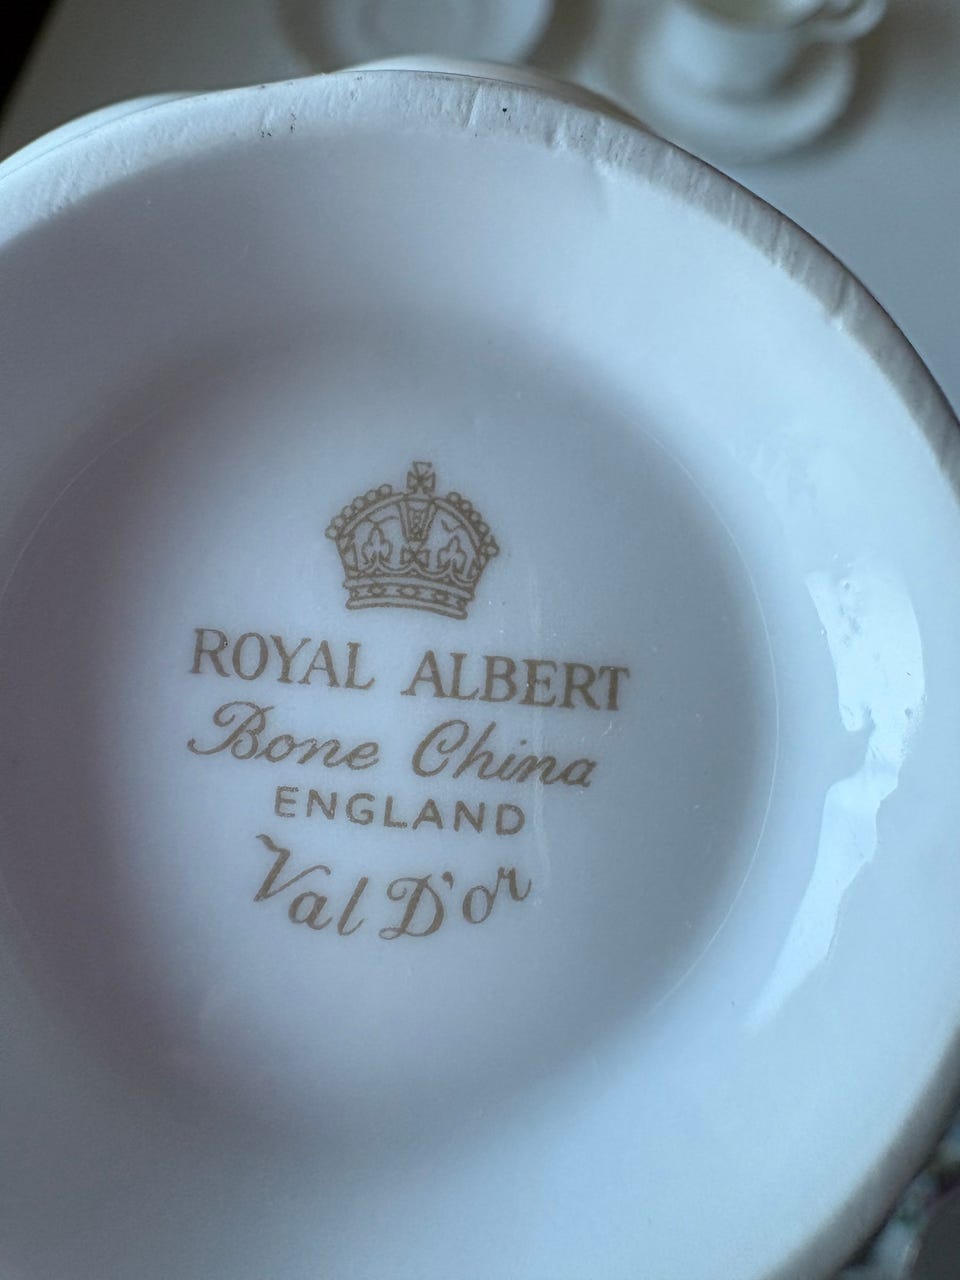 ROYAL ALBERT
Bone China
ENGLAND
Val D'or